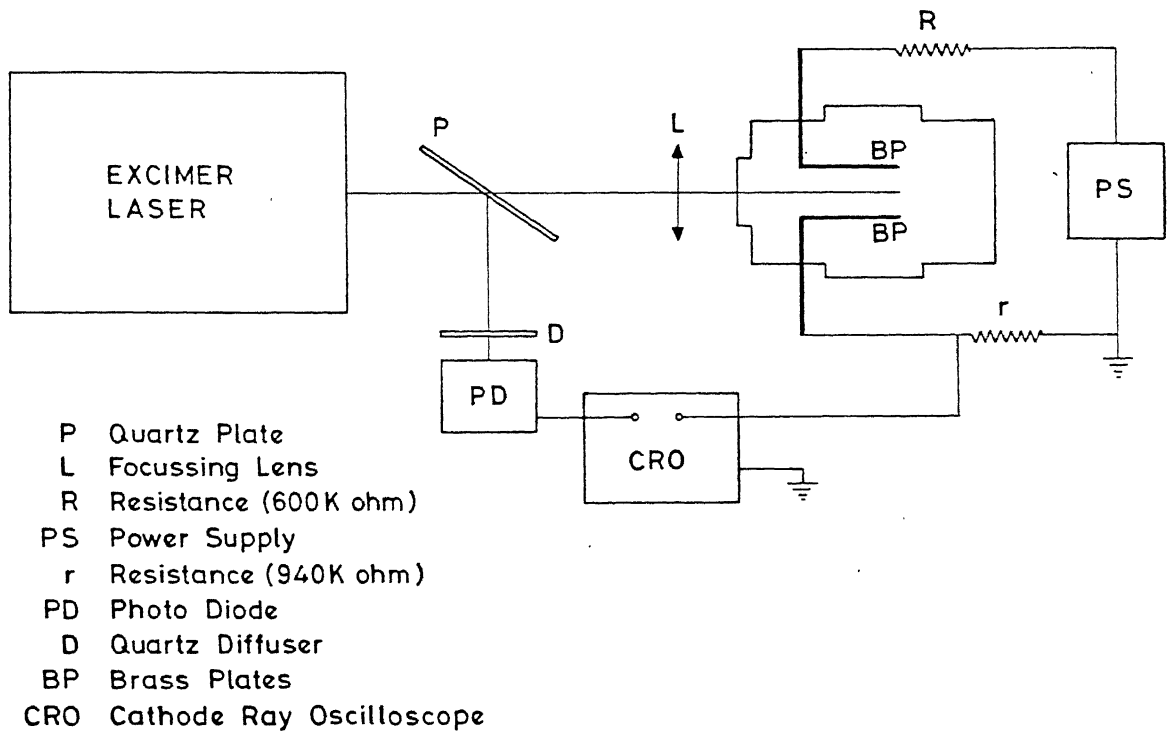 R
EXCIMER
LASER
P
L
BP
PS
BP
r
D
PD
CRO
P Quartz Plate
L Focussing Lens
R Resistance (600K ohm)
PS Power Supply
r Resistance (940K ohm)
PD Photo Diode
D Quartz Diffuser
BP Brass Plates
CRO Cathode Ray Oscilloscope